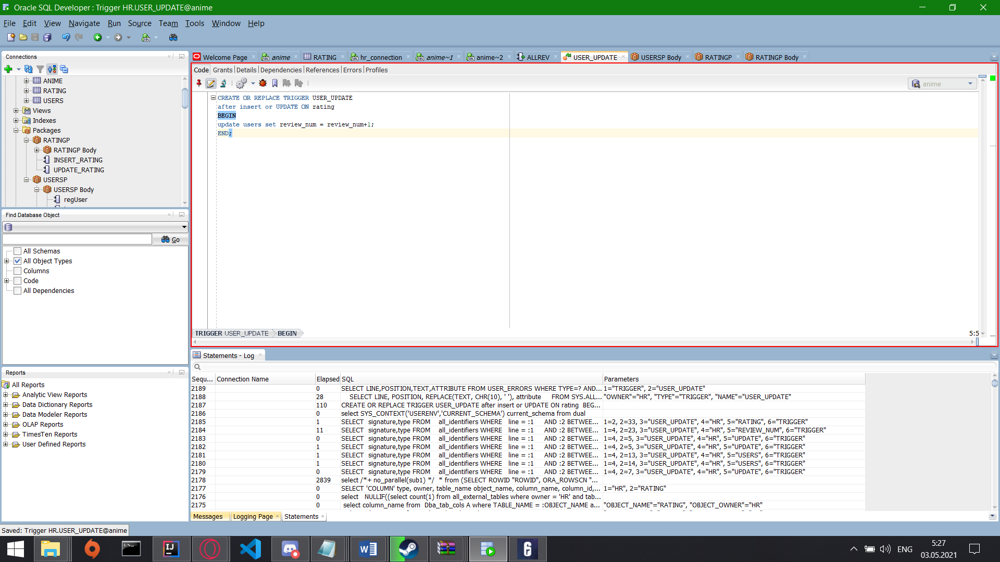 Oracle SQL Developer : Trigger HR.USER_UPDATE@anime
File Edit View Navigate Run Source Team Tools Window Help
Connections
ANIME
RATING
USERS
Views
Indexes
Packages
RATINGP
RATINGP Body
INSERT_RATING
UPDATE_RATING
USERSP
USERSP Body
regUser
Find Database Object
Go
All Schemas
All Object Types
Columns
Code
All Dependencies
Reports
All Reports
Analytic View Reports
Data Dictionary Reports
Data Modeler Reports
OLAP Reports
TimesTen Reports
User Defined Reports
Welcome Page anime RATING hr_connection anime~1 anime~2 ALLREV USER_UPDATE USERSP Body RATINGP RATINGP Body
Code Grants Details Dependencies References Errors Profiles
anime
CREATE OR REPLACE TRIGGER USER_UPDATE
after insert or UPDATE ON rating
BEGIN
update users set review_num = review_num+1;
END;
TRIGGER USER_UPDATE BEGIN
5:5
Statements - Log
Sequ... Connection Name Elapsed SQL Parameters
2189 0 SELECT LINE,POSITION,TEXT,ATTRIBUTE FROM USER_ERRORS WHERE TYPE=? AND... 1="TRIGGER", 2="USER_UPDATE"
2188 28 SELECT LINE, POSITION, REPLACE(TEXT, CHR(10), ' '), attribute FROM SYS.ALL... "OWNER"=HR", "TYPE"="TRIGGER", "NAME"="USER_UPDATE"
2187 110 CREATE OR REPLACE TRIGGER USER_UPDATE after insert or UPDATE ON rating BEG...
2186 0 select SYS_CONTEXT('USERENV','CURRENT_SCHEMA') current_schema from dual
2185 1 SELECT signature,type FROM all_identifiers WHERE line = :1 AND :2 BETWEE... 1=2, 2=33, 3="USER_UPDATE", 4="HR", 5="RATING", 6="TRIGGER"
2184 11 SELECT signature,type FROM all_identifiers WHERE line = :1 AND :2 BETWEE... 1=4, 2=23, 3="USER_UPDATE", 4="HR", 5="REVIEW_NUM", 6="TRIGGER"
2183 0 SELECT signature,type FROM all_identifiers WHERE line = :1 AND :2 BETWEE... 1=4, 2=5, 3="USER_UPDATE", 4="HR", 5="UPDATE", 6="TRIGGER"
2182 1 SELECT signature,type FROM all_identifiers WHERE line = :1 AND :2 BETWEE... 1=4, 2=5, 3="USER_UPDATE", 4="HR", 5="UPDATE", 6="TRIGGER"
2181 1 SELECT signature,type FROM all_identifiers WHERE line = :1 AND :2 BETWEE... 1=4, 2=13, 3="USER_UPDATE", 4="HR", 5="USERS", 6="TRIGGER"
2180 1 SELECT signature,type FROM all_identifiers WHERE line = :1 AND :2 BETWEE... 1=4, 2=14, 3="USER_UPDATE", 4="HR", 5="USERS", 6="TRIGGER"
2179 0 SELECT signature,type FROM all_identifiers WHERE line = :1 AND :2 BETWEE... 1=4, 2=7, 3="USER_UPDATE", 4="HR", 5="UPDATE", 6="TRIGGER"
2178 2839 select /*+ no_parallel(sub1) */ * from (SELECT ROWID "ROWID", ORA_ROWSCN "...
2177 0 SELECT 'COLUMN' type, owner, table_name object_name, column_name, column_id,... 1="HR", 2="RATING"
2176 0 select NULLIF((select count(1) from all_external_tables where owner = 'HR' and tab...
2175 0 select column_name from Dba_tab_cols A where TABLE_NAME = :OBJECT_NAME a... "OBJECT_NAME"="RATING", "OBJECT_OWNER"="HR"
Messages Logging Page Statements
Saved: Trigger HR.USER_UPDATE@anime
ENG
5:27
03.05.2021